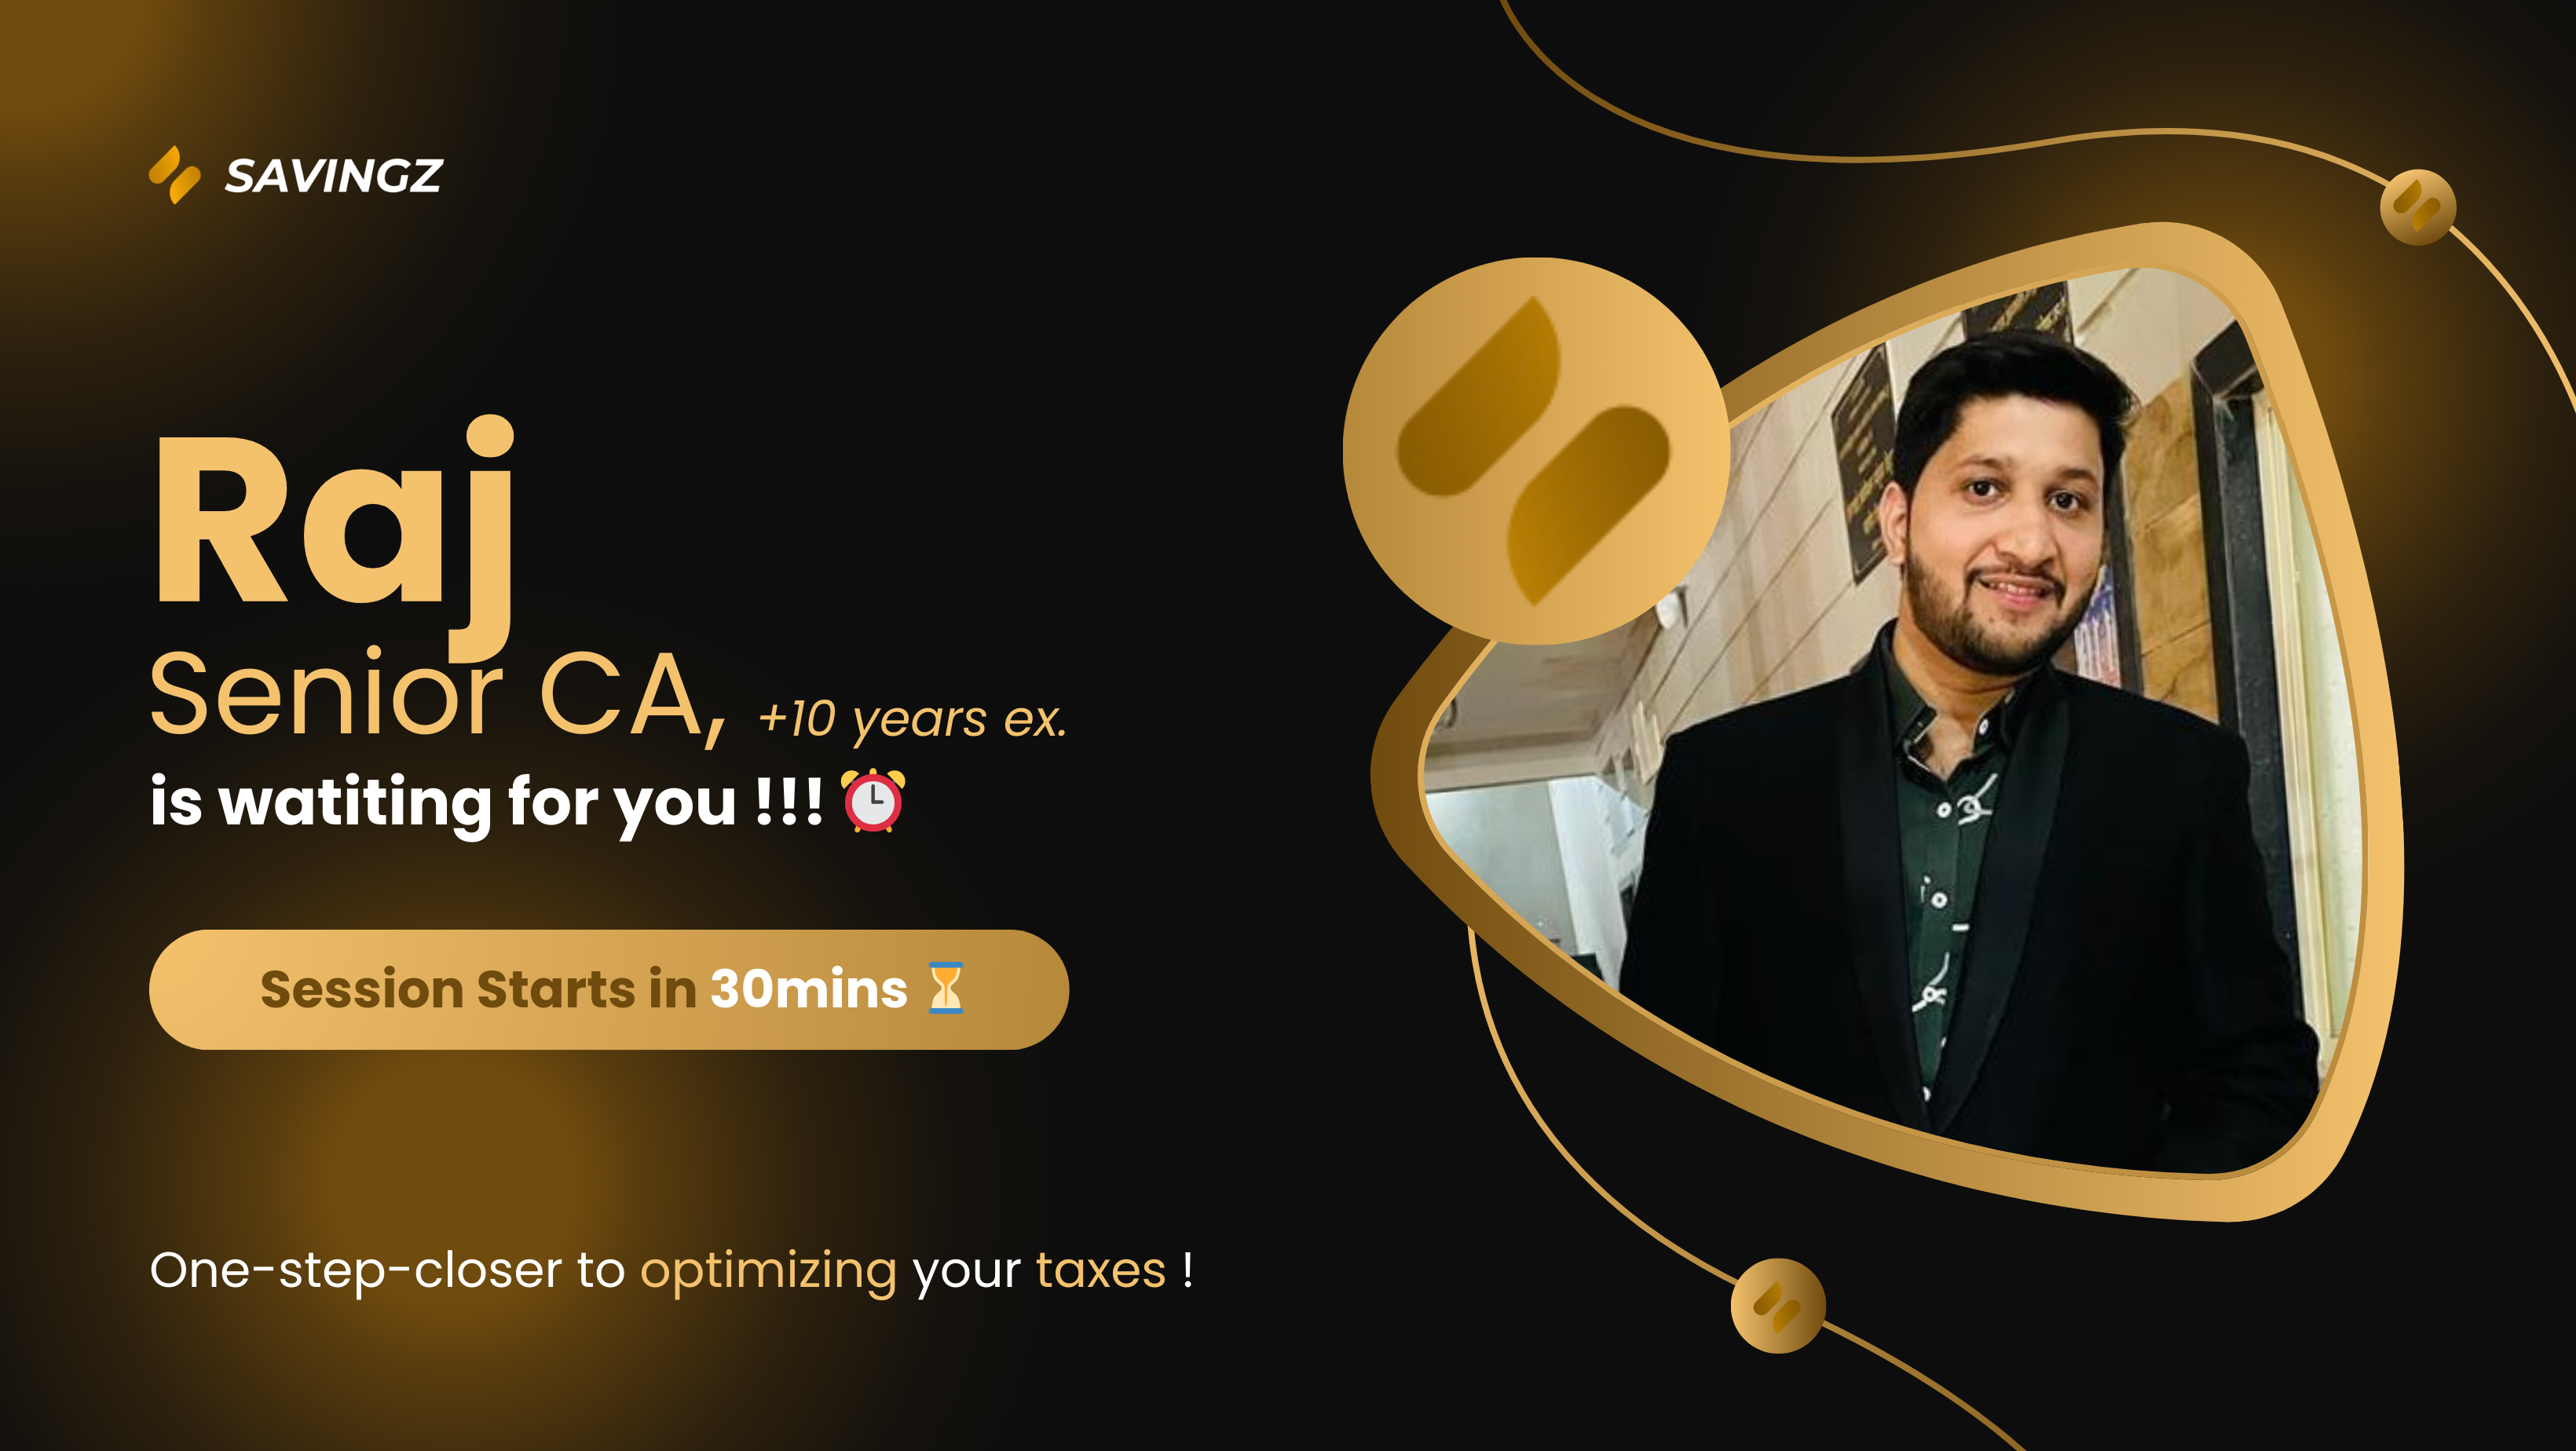 SAVINGZ
Raj
Senior CA, +10 years ex.
is watiting for you !!! ⏰
Session Starts in 30mins ⏳
One-step-closer to optimizing your taxes !